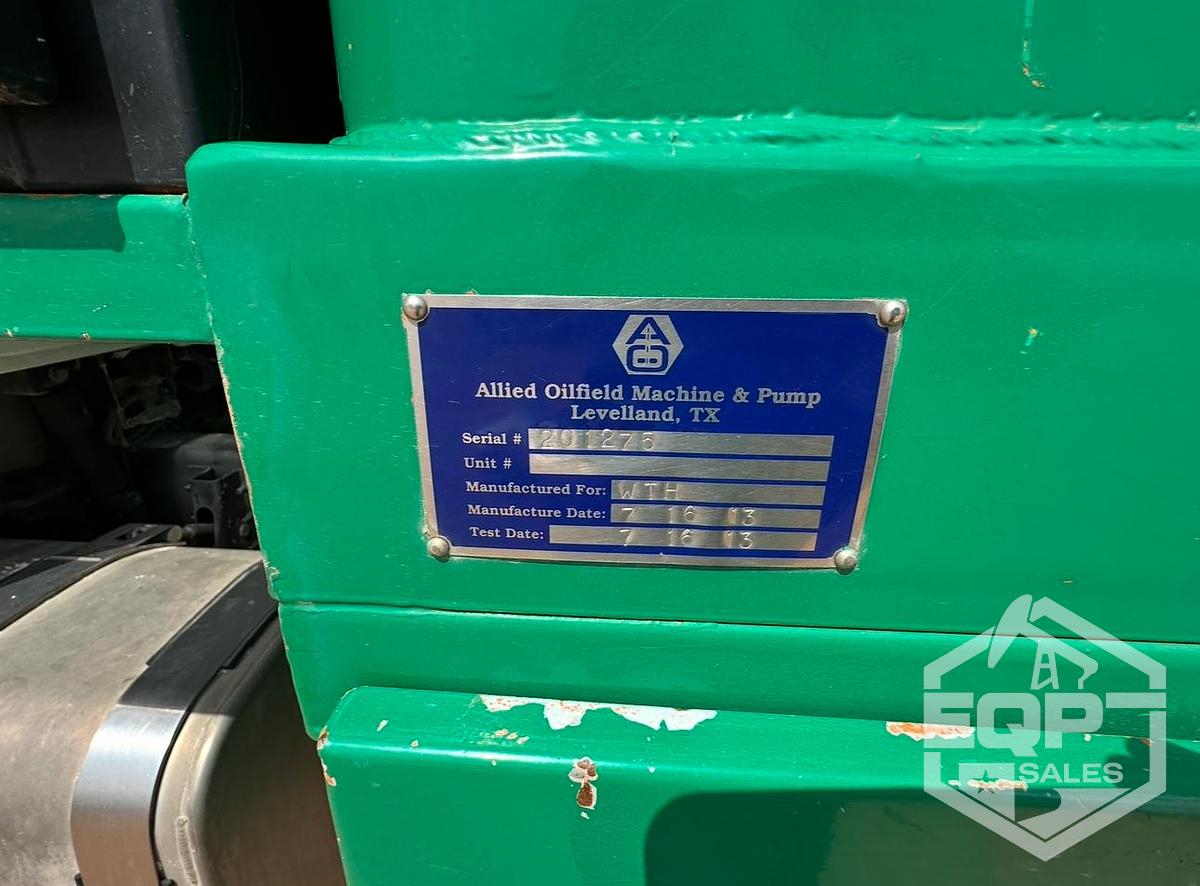 Allied Oilfield Machine & Pump
Levelland, TX
Serial # 201275
Unit #
Manufactured For: WTH
Manufacture Date: 7 16 13
Test Date: 7 16 13
EQP
SALES